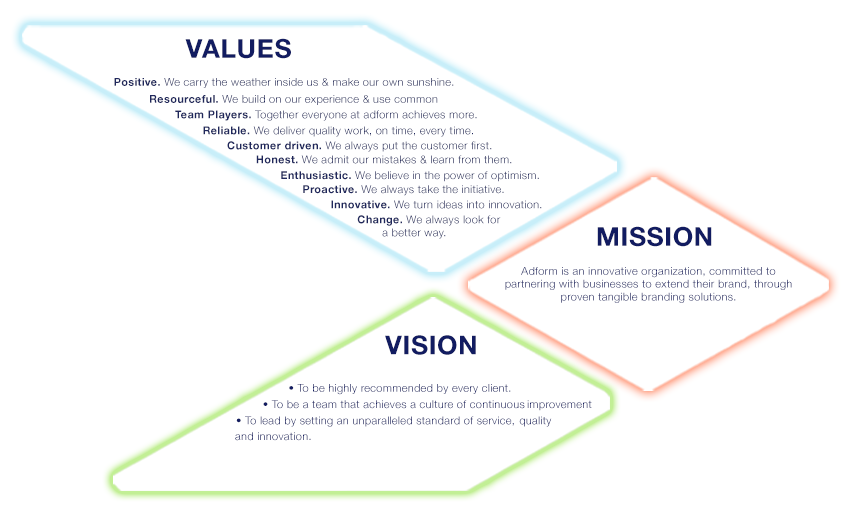 VALUES
Positive. We carry the weather inside us & make our own sunshine.
Resourceful. We build on our experience & use common
Team Players. Together everyone at adform achieves more.
Reliable. We deliver quality work, on time, every time.
Customer driven. We always put the customer first.
Honest. We admit our mistakes & learn from them.
Enthusiastic. We believe in the power of optimism.
Proactive. We always take the initiative.
Innovative. We turn ideas into innovation.
Change. We always look for
a better way.
MISSION
Adform is an innovative organization, committed to
partnering with businesses to extend their brand, through
proven tangible branding solutions.
VISION
• To be highly recommended by every client.
• To be a team that achieves a culture of continuous improvement
• To lead by setting an unparalleled standard of service, quality
and innovation.